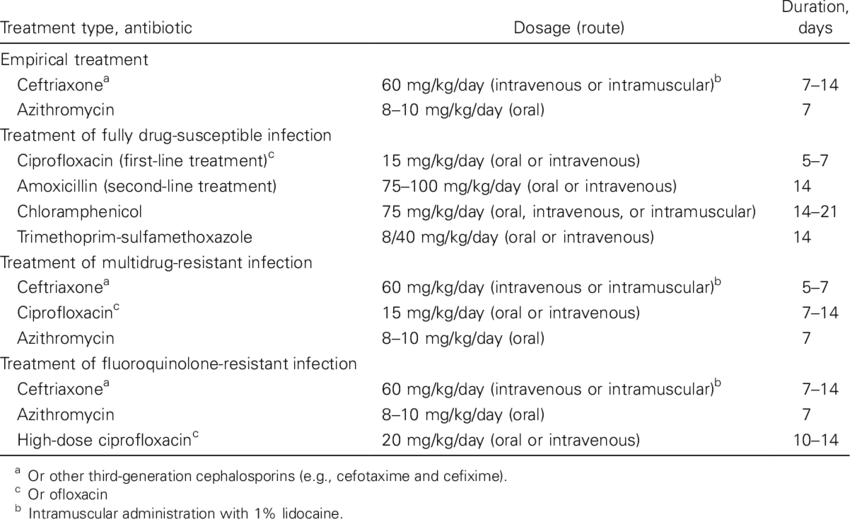 Treatment type, antibiotic Dosage (route) Duration, days
Empirical treatment
Ceftriaxone^a 60 mg/kg/day (intravenous or intramuscular)^b 7–14
Azithromycin 8–10 mg/kg/day (oral) 7
Treatment of fully drug-susceptible infection
Ciprofloxacin (first-line treatment)^c 15 mg/kg/day (oral or intravenous) 5–7
Amoxicillin (second-line treatment) 75–100 mg/kg/day (oral or intravenous) 14
Chloramphenicol 75 mg/kg/day (oral, intravenous, or intramuscular) 14–21
Trimethoprim-sulfamethoxazole 8/40 mg/kg/day (oral or intravenous) 14
Treatment of multidrug-resistant infection
Ceftriaxone^a 60 mg/kg/day (intravenous or intramuscular)^b 5–7
Ciprofloxacin^c 15 mg/kg/day (oral or intravenous) 7–14
Azithromycin 8–10 mg/kg/day (oral) 7
Treatment of fluoroquinolone-resistant infection
Ceftriaxone^a 60 mg/kg/day (intravenous or intramuscular)^b 7–14
Azithromycin 8–10 mg/kg/day (oral) 7
High-dose ciprofloxacin^c 20 mg/kg/day (oral or intravenous) 10–14
^a Or other third-generation cephalosporins (e.g., cefotaxime and cefixime).
^c Or ofloxacin
^b Intramuscular administration with 1% lidocaine.